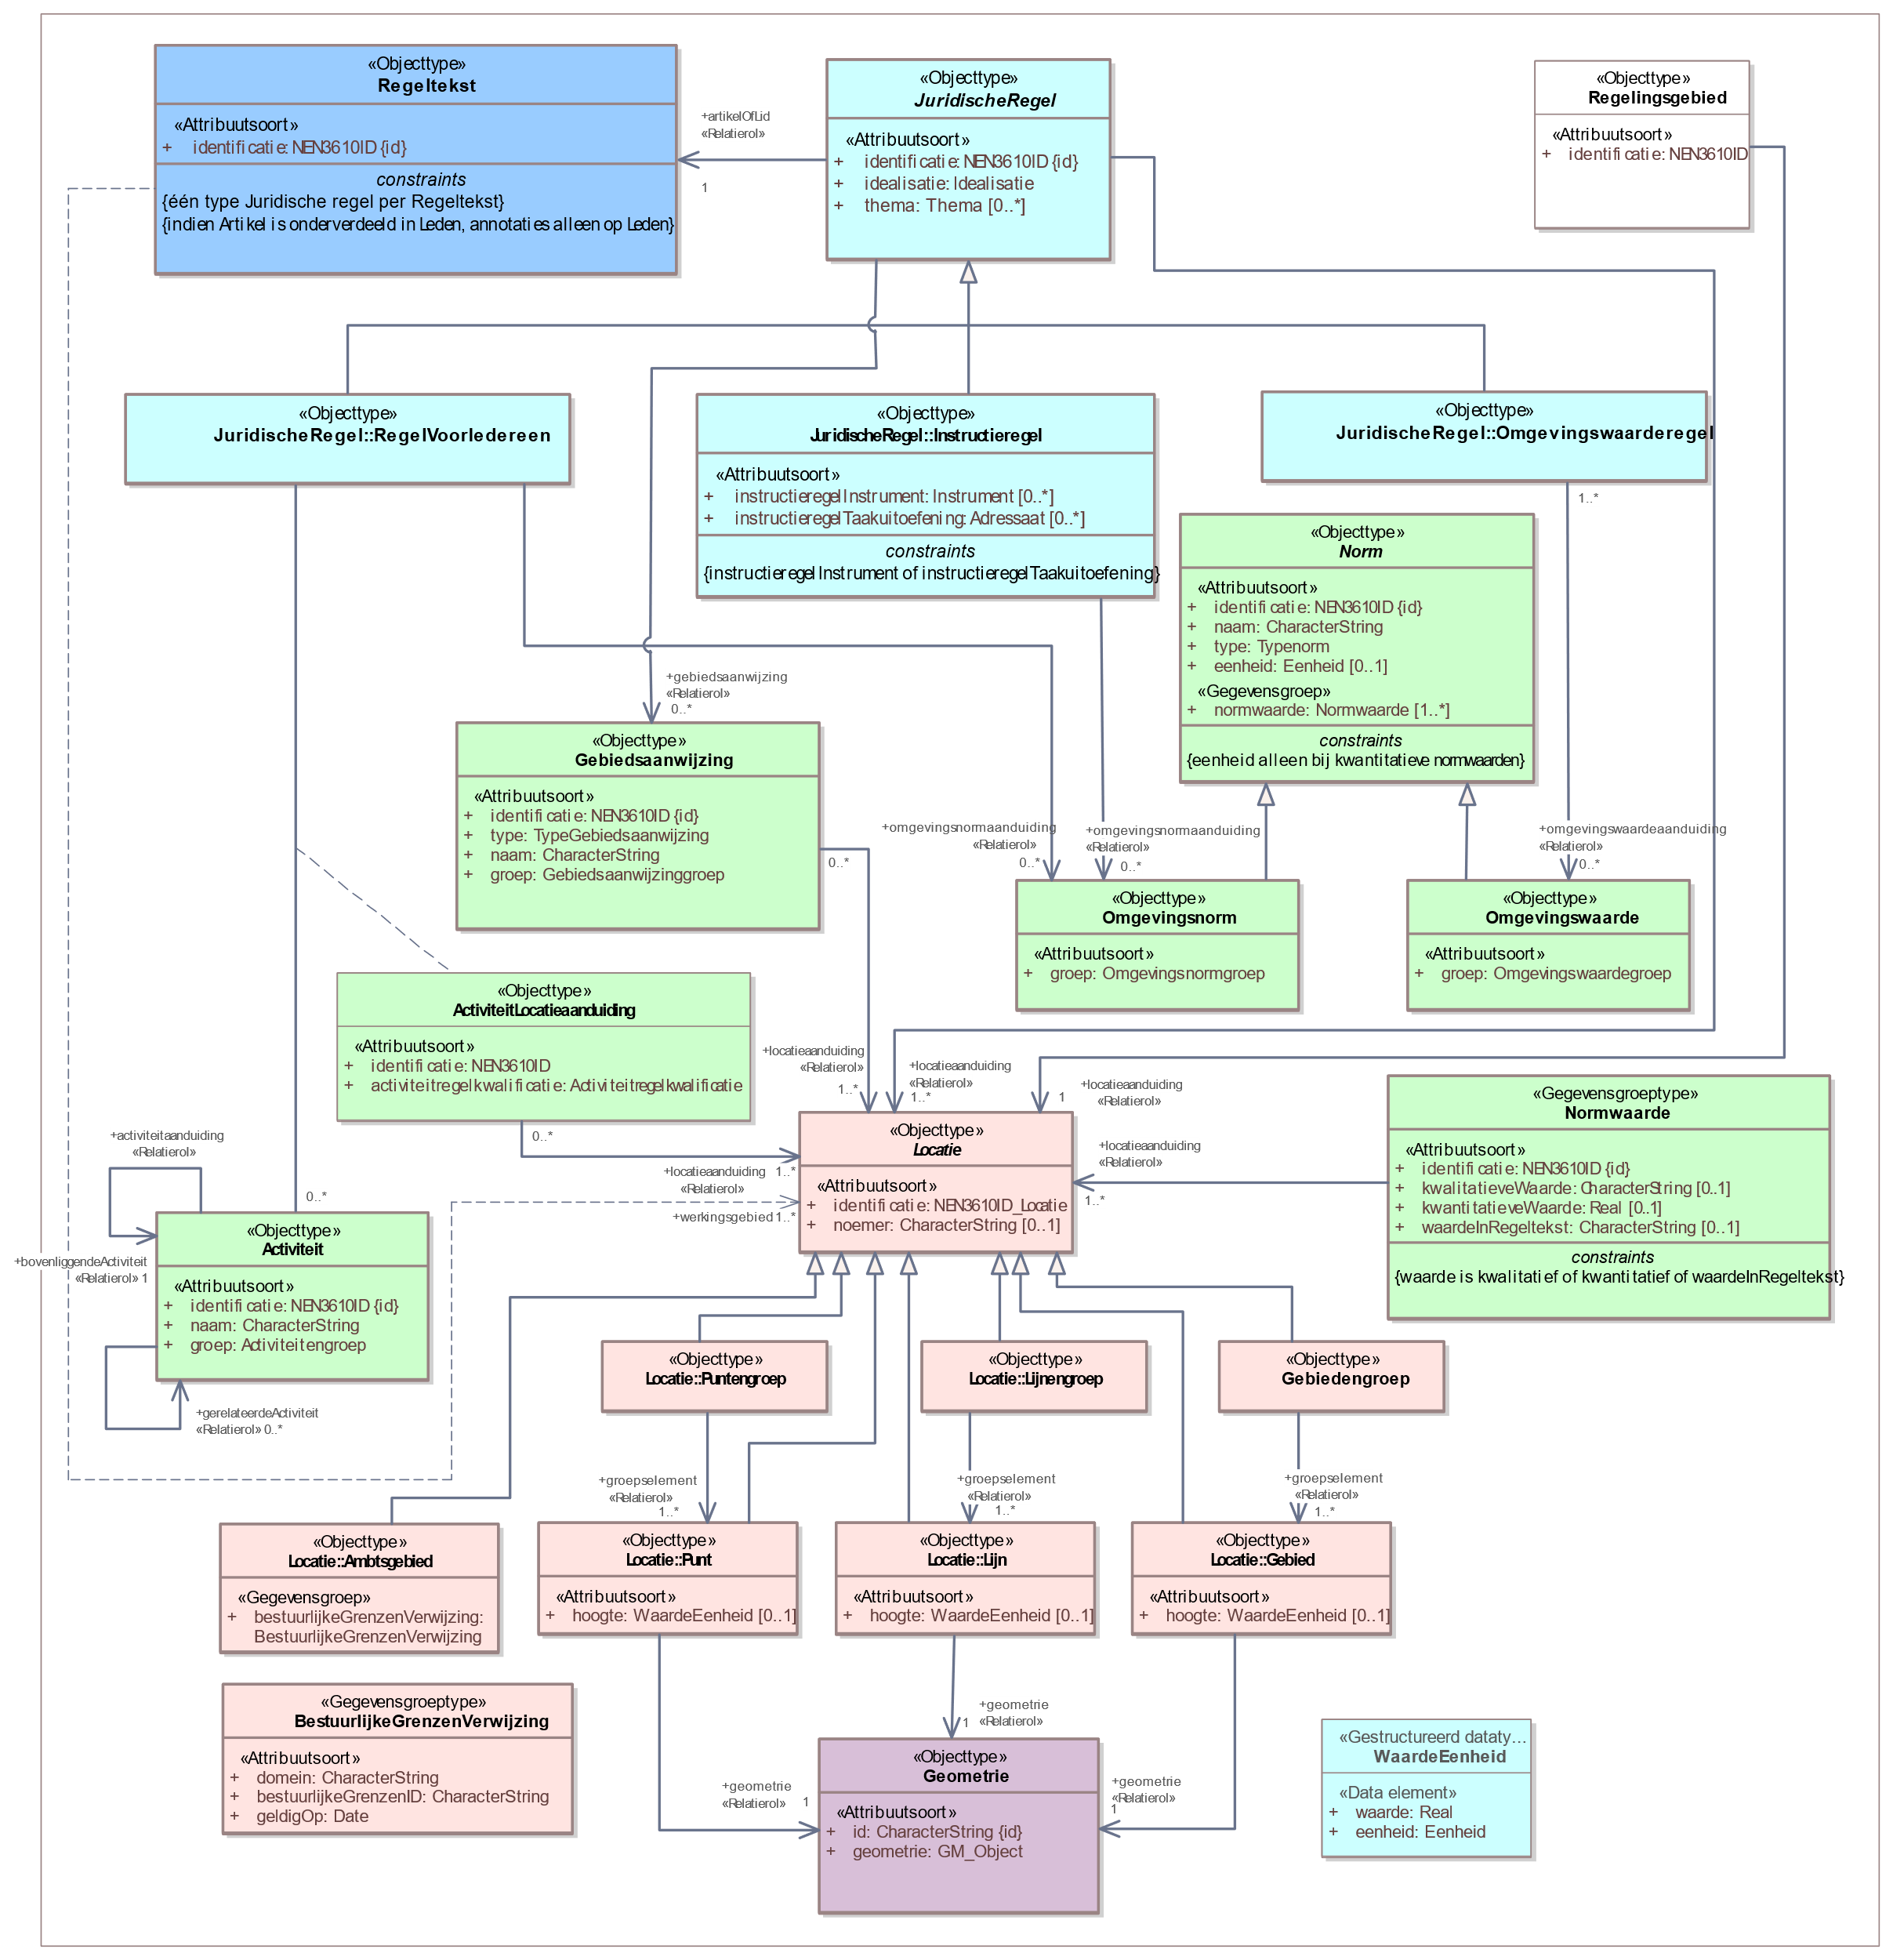 «Objecttype»
Regeltekst
«Attribuutsoort»
+ identificatie: NEN3610ID {id}
constraints
{één type Juridische regel per Regeltekst}
{indien Artikel is onderverdeeld in Leden, annotaties alleen op Leden}
+artikelOfLid
«Relatierol»
1
«Objecttype»
JuridischeRegel
«Attribuutsoort»
+ identificatie: NEN3610ID {id}
+ idealisatie: Idealisatie
+ thema: Thema [0..*]
«Objecttype»
Regelingsgebied
«Attribuutsoort»
+ identificatie: NEN3610ID
«Objecttype»
JuridischeRegel::RegelVoorIedereen
«Objecttype»
JuridischeRegel::Instructieregel
«Attribuutsoort»
+ instructieregelInstrument: Instrument [0..*]
+ instructieregelTaakuitoefening: Adressaat [0..*]
constraints
{instructieregelInstrument of instructieregelTaakuitoefening}
«Objecttype»
JuridischeRegel::Omgevingswaarderegel
1..*
«Objecttype»
Norm
«Attribuutsoort»
+ identificatie: NEN3610ID {id}
+ naam: CharacterString
+ type: Typenorm
+ eenheid: Eenheid [0..1]
«Gegevensgroep»
+ normwaarde: Normwaarde [1..*]
constraints
{eenheid alleen bij kwantitatieve normwaarden}
+gebiedsaanwijzing
«Relatierol»
0..*
«Objecttype»
Gebiedsaanwijzing
«Attribuutsoort»
+ identificatie: NEN3610ID {id}
+ type: TypeGebiedsaanwijzing
+ naam: CharacterString
+ groep: Gebiedsaanwijzinggroep
0..*
+omgevingsnormaanduiding
«Relatierol»
0..*
+omgevingsnormaanduiding
«Relatierol»
0..*
+omgevingswaardeaanduiding
«Relatierol»
0..*
«Objecttype»
Omgevingsnorm
«Attribuutsoort»
+ groep: Omgevingsnormgroep
«Objecttype»
Omgevingswaarde
«Attribuutsoort»
+ groep: Omgevingswaardegroep
«Objecttype»
ActiviteitLocatieaanduiding
«Attribuutsoort»
+ identificatie: NEN3610ID
+ activiteitregelkwalificatie: Activiteitregelkwalificatie
0..*
+locatieaanduiding
«Relatierol»
1..*
+locatieaanduiding
«Relatierol»
1..*
+locatieaanduiding
«Relatierol»
1
+locatieaanduiding
«Relatierol»
1..*
+locatieaanduiding
«Relatierol»
1..*
+werkingsgebied 1..*
«Objecttype»
Locatie
«Attribuutsoort»
+ identificatie: NEN3610ID_Locatie
+ noemer: CharacterString [0..1]
«Gegevensgroeptype»
Normwaarde
«Attribuutsoort»
+ identificatie: NEN3610ID {id}
+ kwalitatieveWaarde: CharacterString [0..1]
+ kwantitatieveWaarde: Real [0..1]
+ waardeInRegeltekst: CharacterString [0..1]
constraints
{waarde is kwalitatief of kwantitatief of waardeInRegeltekst}
+activiteitaanduiding
«Relatierol»
0..*
«Objecttype»
Activiteit
«Attribuutsoort»
+ identificatie: NEN3610ID {id}
+ naam: CharacterString
+ groep: Activiteitengroep
+bovenliggendeActiviteit
«Relatierol» 1
+gerelateerdeActiviteit
«Relatierol» 0..*
«Objecttype»
Locatie::Puntengroep
«Objecttype»
Locatie::Lijnengroep
«Objecttype»
Gebiedengroep
+groepselement
«Relatierol»
1..*
+groepselement
«Relatierol»
1..*
+groepselement
«Relatierol»
1..*
«Objecttype»
Locatie::Ambtsgebied
«Gegevensgroep»
+ bestuurlijkeGrenzenVerwijzing:
BestuurlijkeGrenzenVerwijzing
«Objecttype»
Locatie::Punt
«Attribuutsoort»
+ hoogte: WaardeEenheid [0..1]
«Objecttype»
Locatie::Lijn
«Attribuutsoort»
+ hoogte: WaardeEenheid [0..1]
«Objecttype»
Locatie::Gebied
«Attribuutsoort»
+ hoogte: WaardeEenheid [0..1]
«Gegevensgroeptype»
BestuurlijkeGrenzenVerwijzing
«Attribuutsoort»
+ domein: CharacterString
+ bestuurlijkeGrenzenID: CharacterString
+ geldigOp: Date
+geometrie
«Relatierol»
1
+geometrie
«Relatierol»
1
+geometrie
«Relatierol»
1
«Objecttype»
Geometrie
«Attribuutsoort»
+ id: CharacterString {id}
+ geometrie: GM_Object
«Gestructureerd dataty...
WaardeEenheid
«Data element»
+ waarde: Real
+ eenheid: Eenheid